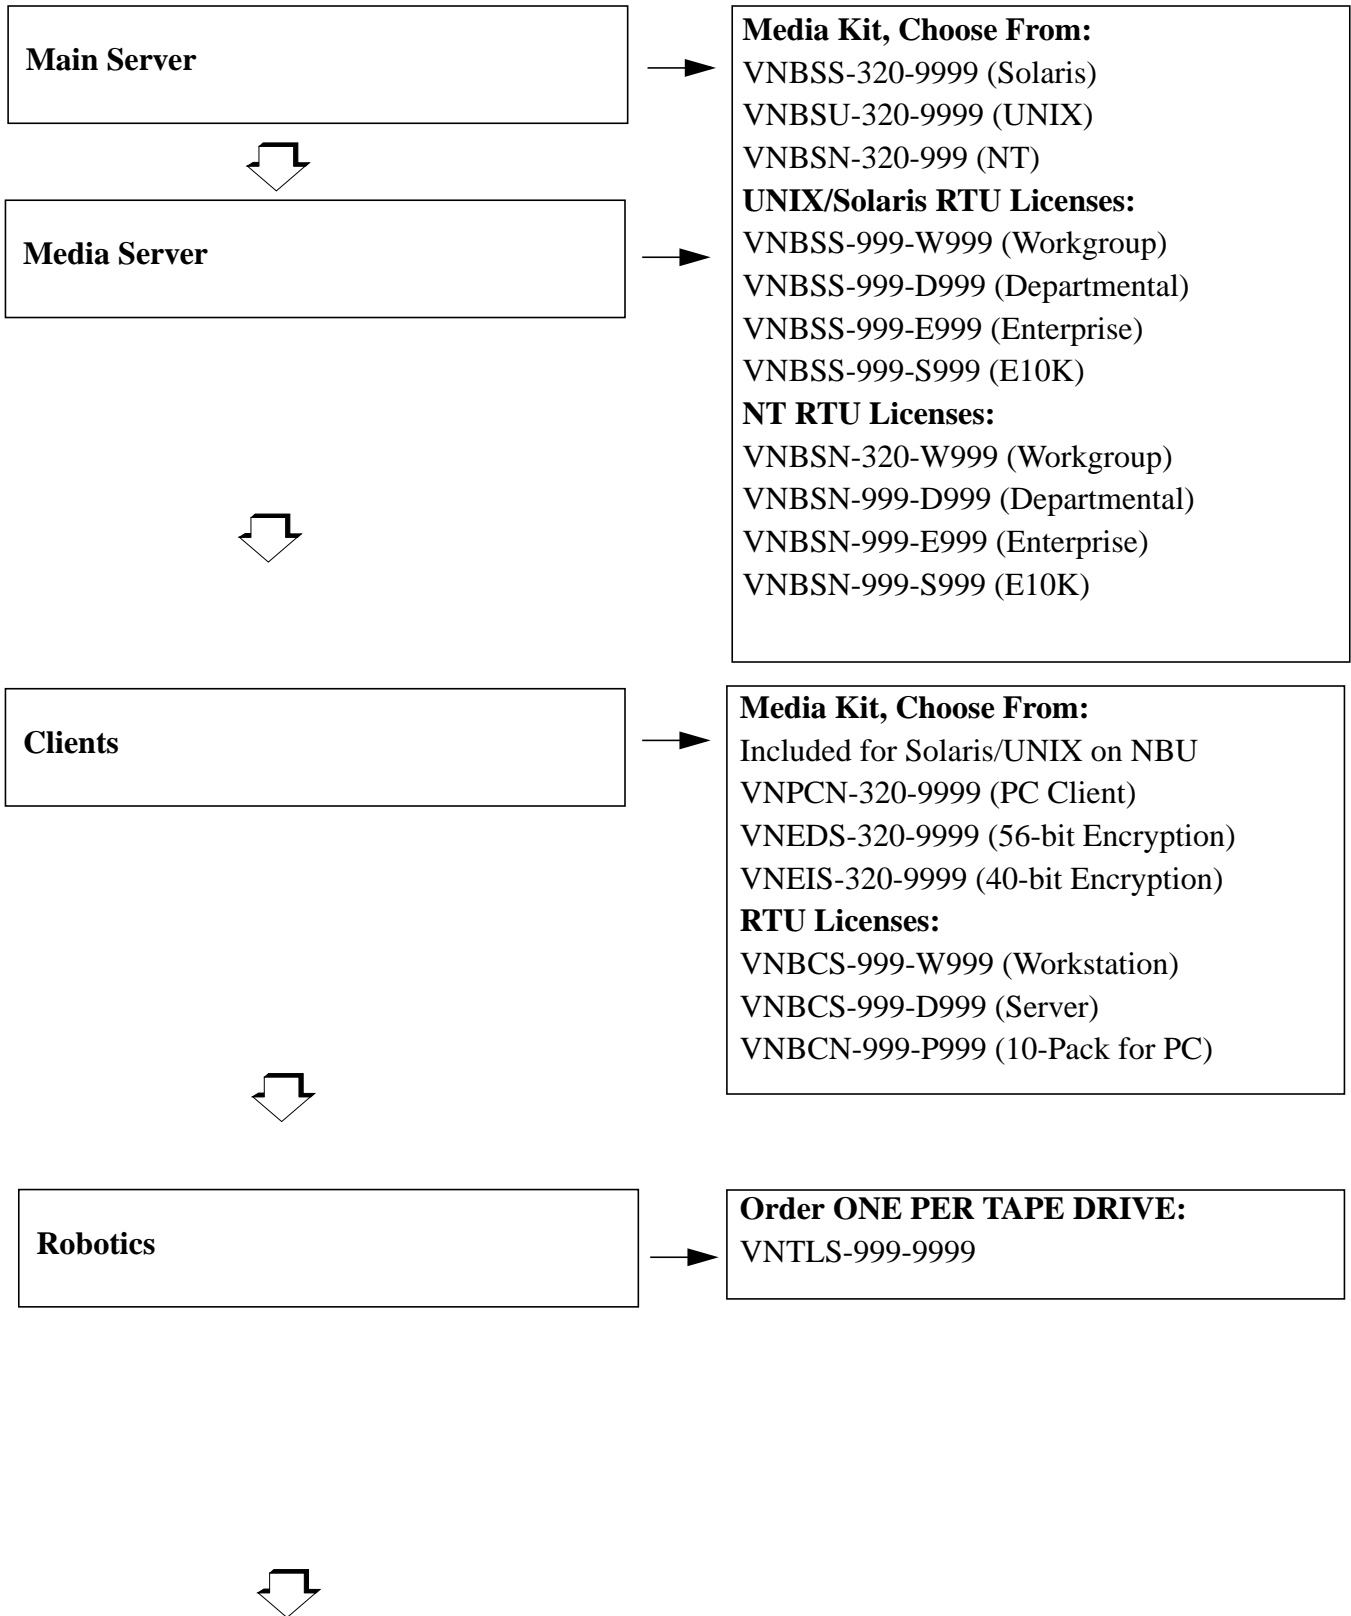 Main Server
Media Kit, Choose From:
VNBSS-320-9999 (Solaris)
VNBSU-320-9999 (UNIX)
VNBSN-320-999 (NT)
UNIX/Solaris RTU Licenses:
VNBSS-999-W999 (Workgroup)
VNBSS-999-D999 (Departmental)
VNBSS-999-E999 (Enterprise)
VNBSS-999-S999 (E10K)
NT RTU Licenses:
VNBSN-320-W999 (Workgroup)
VNBSN-999-D999 (Departmental)
VNBSN-999-E999 (Enterprise)
VNBSN-999-S999 (E10K)
Media Server
Clients
Media Kit, Choose From:
Included for Solaris/UNIX on NBU
VNPCN-320-9999 (PC Client)
VNEDS-320-9999 (56-bit Encryption)
VNEIS-320-9999 (40-bit Encryption)
RTU Licenses:
VNBCS-999-W999 (Workstation)
VNBCS-999-D999 (Server)
VNBCN-999-P999 (10-Pack for PC)
Robotics
Order ONE PER TAPE DRIVE:
VNTLS-999-9999